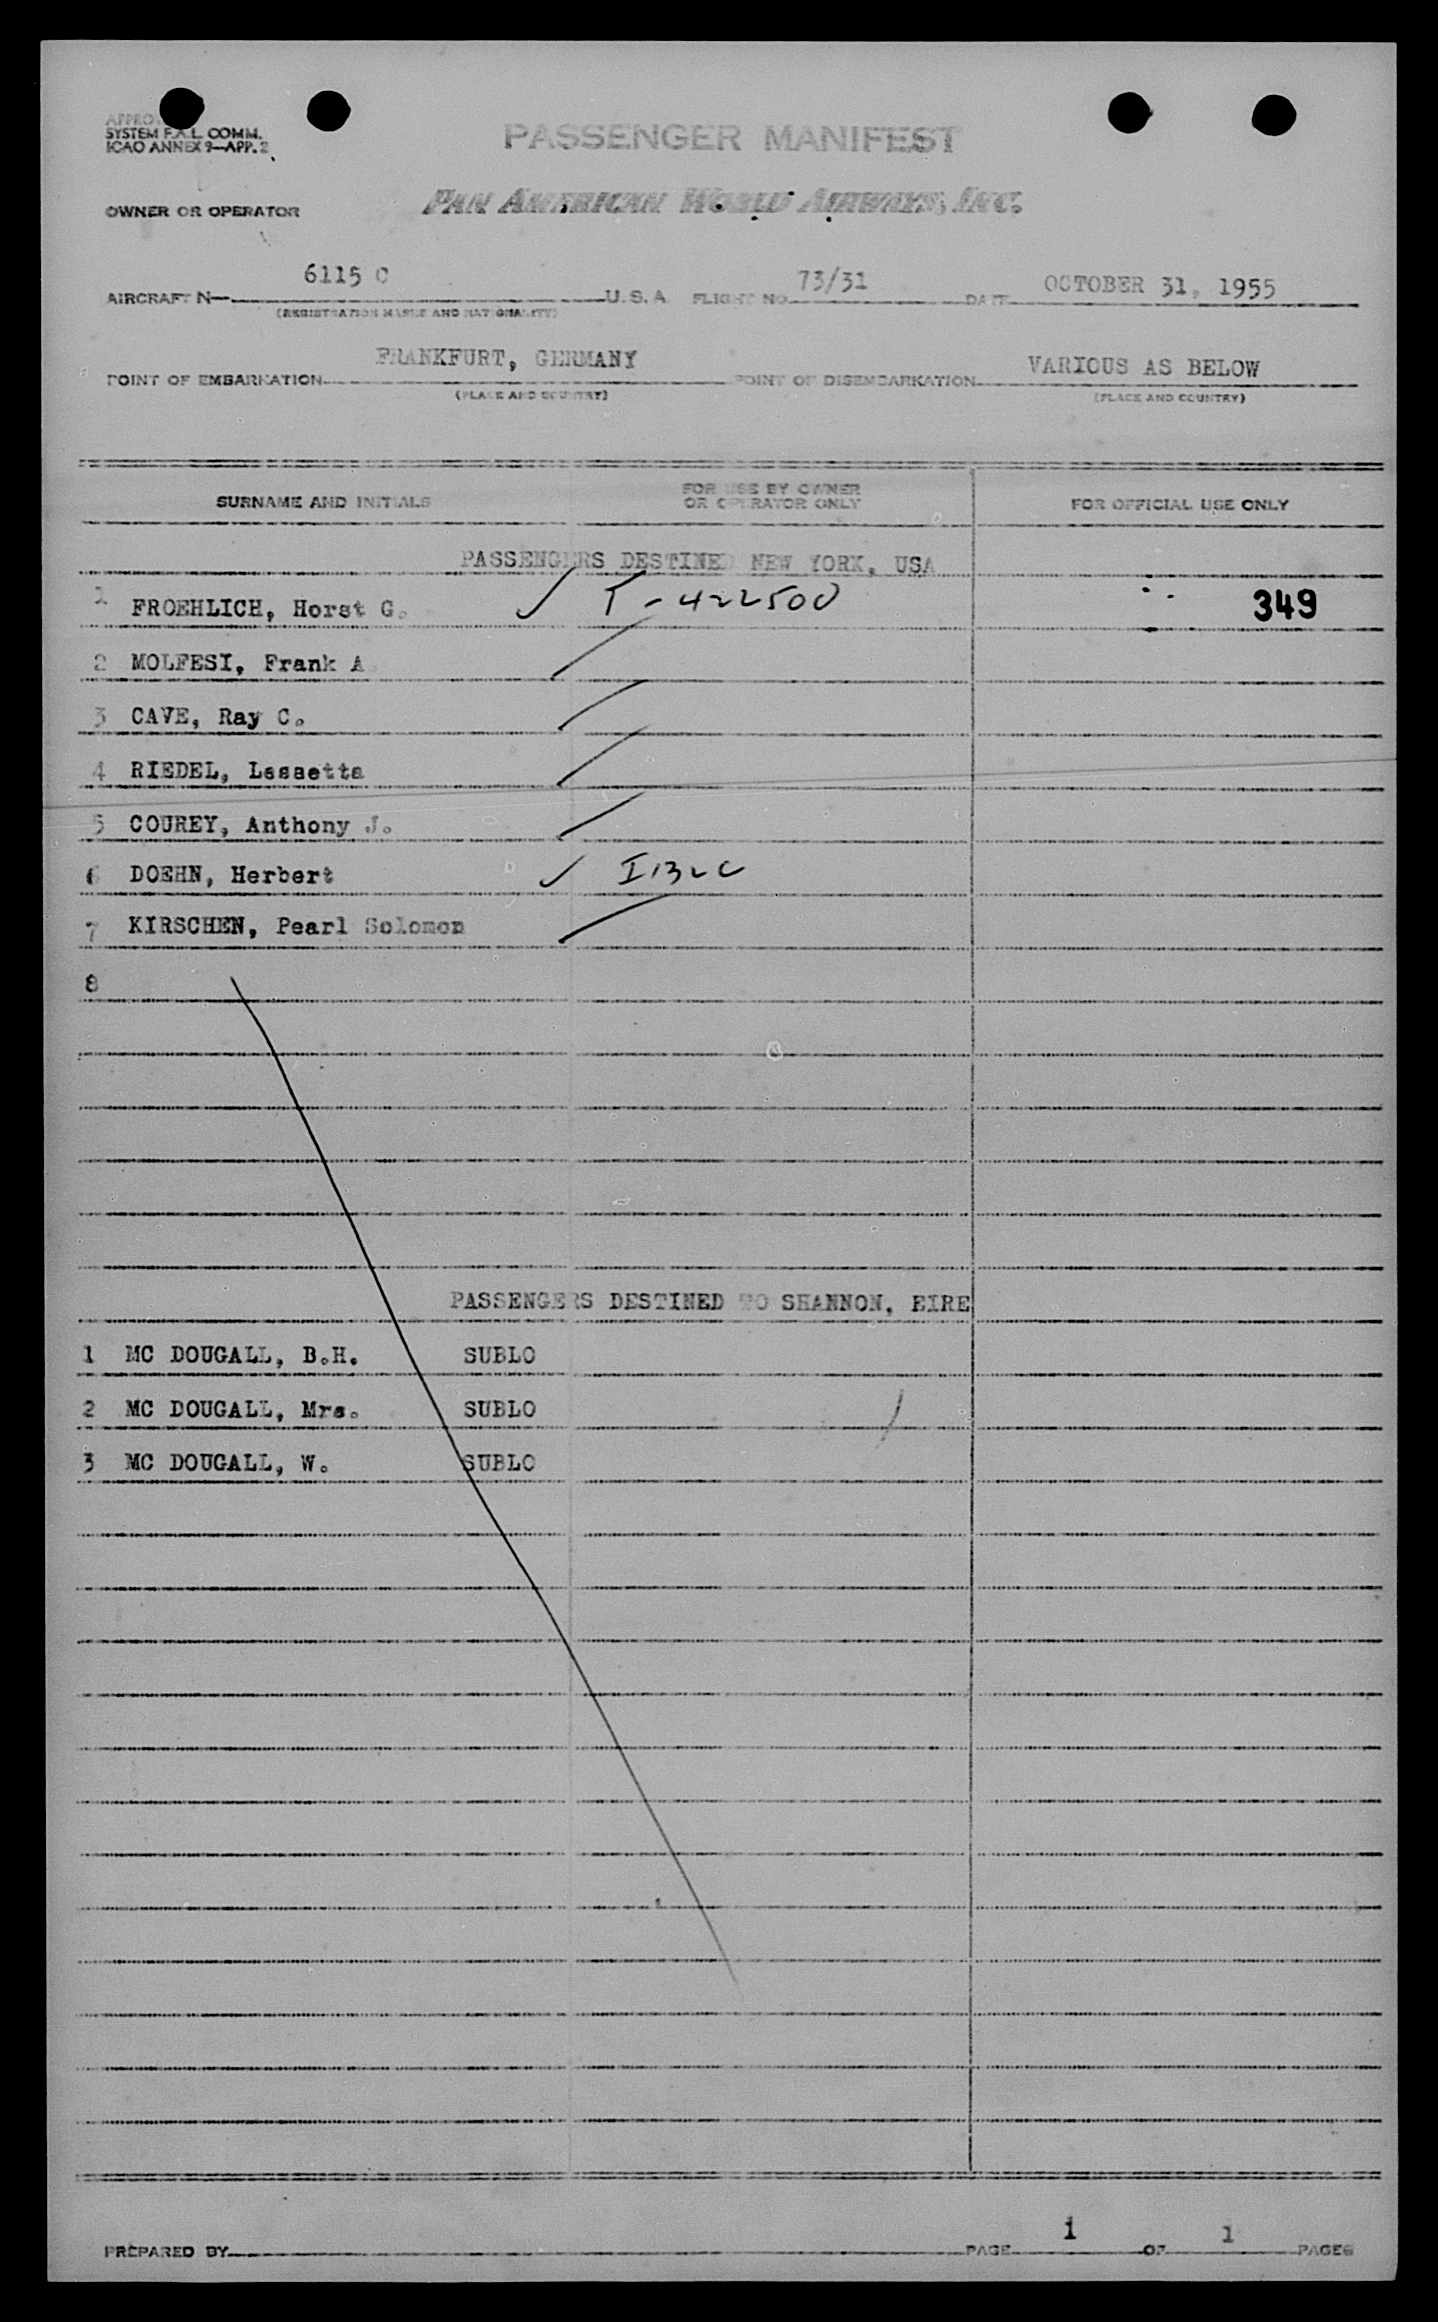 SYSTEM F.A.L. COMM.
ICAO ANNEX 9—APP. 2
PASSENGER MANIFEST
OWNER OR OPERATOR PAN AMERICAN WORLD AIRWAYS, INC.
AIRCRAFT N— 6115 C U.S.A. FLIGHT NO. 73/31 DATE OCTOBER 31, 1955
(REGISTRATION MARKS AND NATIONALITY)
POINT OF EMBARKATION FRANKFURT, GERMANY POINT OF DISEMBARKATION VARIOUS AS BELOW
(PLACE AND COUNTRY) (PLACE AND COUNTRY)
SURNAME AND INITIALS FOR USE BY OWNER OR OPERATOR ONLY FOR OFFICIAL USE ONLY
PASSENGERS DESTINED NEW YORK, USA
1 FROEHLICH, Horst G. ✓ T-422500 349
2 MOLFESI, Frank A
3 CAVE, Ray C.
4 RIEDEL, Lessetta
5 COUREY, Anthony J.
6 DOEHN, Herbert ✓
7 KIRSCHEN, Pearl Solomon
8
PASSENGERS DESTINED TO SHANNON, EIRE
1 MC DOUGALL, B.H. SUBLO
2 MC DOUGALL, Mrs. SUBLO
3 MC DOUGALL, W. SUBLO
PREPARED BY PAGE 1 OF 1 PAGES